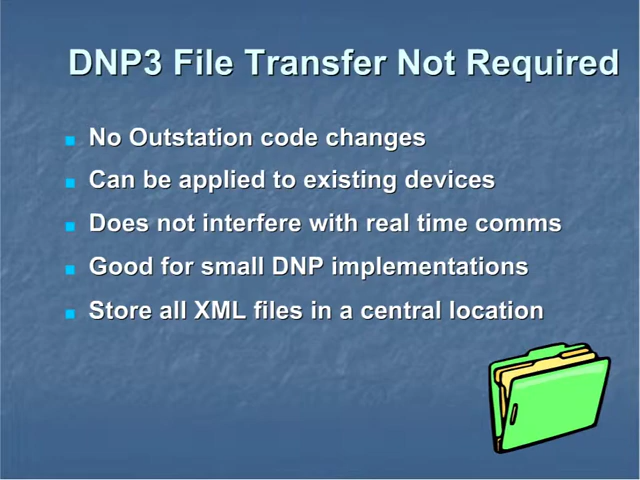 DNP3 File Transfer Not Required
No Outstation code changes
Can be applied to existing devices
Does not interfere with real time comms
Good for small DNP implementations
Store all XML files in a central location